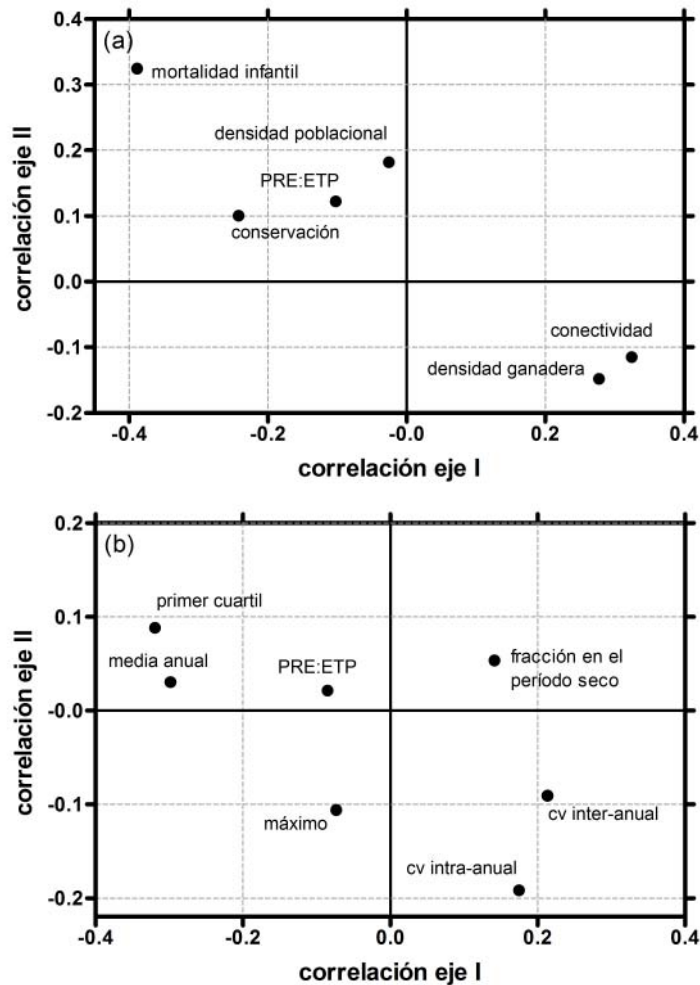 (a)
0.4
0.3
0.2
0.1
0.0
-0.1
-0.2
correlación eje II
mortalidad infantil
densidad poblacional
PRE:ETP
conservación
conectividad
densidad ganadera
-0.4
-0.2
-0.0
0.2
0.4
correlación eje I
(b)
0.2
0.1
-0.0
-0.1
-0.2
correlación eje II
primer cuartil
media anual
PRE:ETP
fracción en el
período seco
máximo
cv inter-anual
cv intra-anual
-0.4
-0.2
0.0
0.2
0.4
correlación eje I